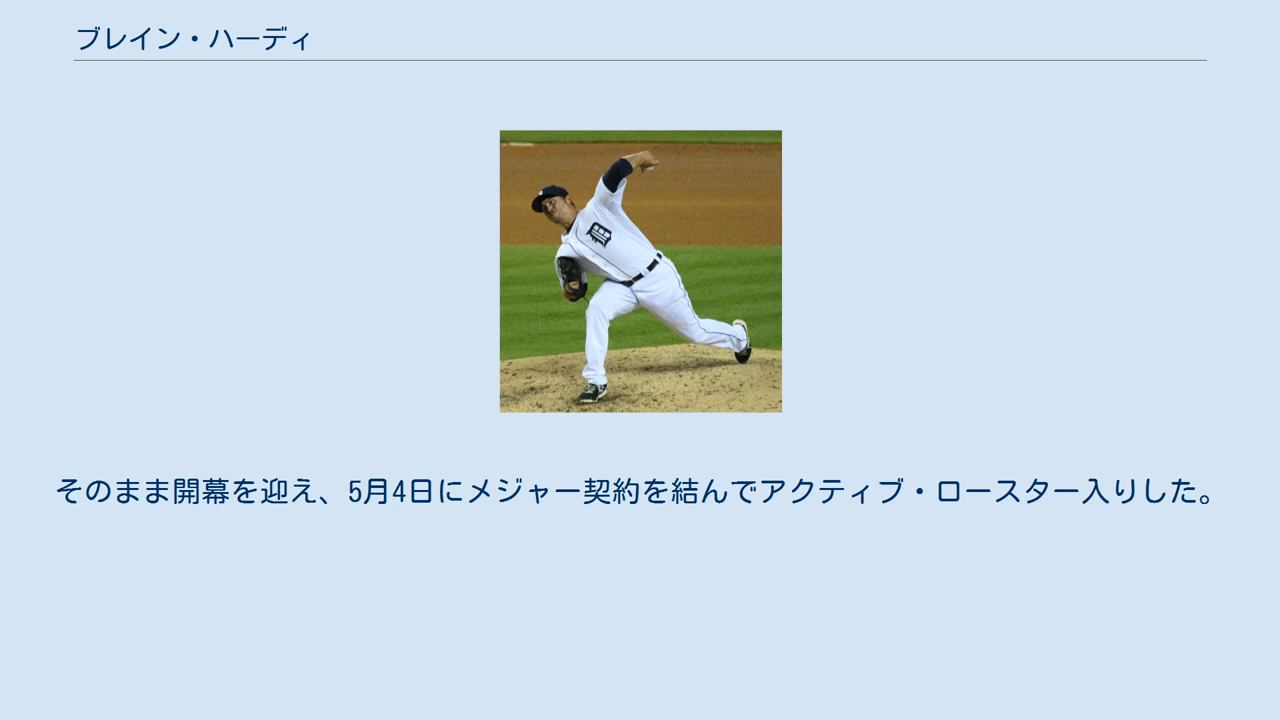 ブレイン・ハーディ
そのまま開幕を迎え、5月4日にメジャー契約を結んでアクティブ・ロースター入りした。